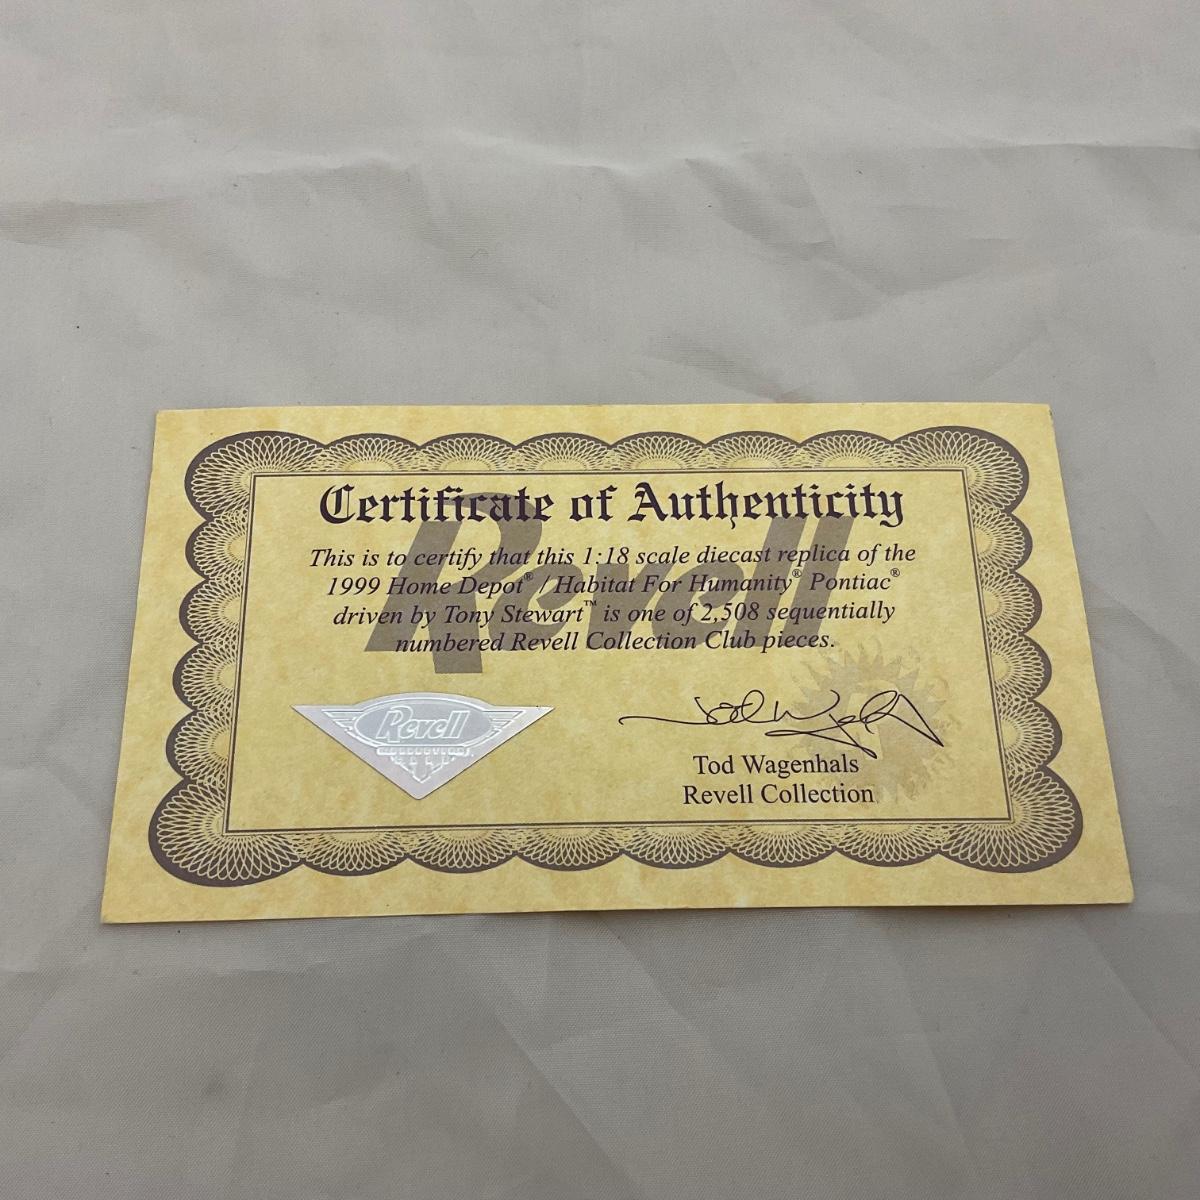 Certificate of Authenticity
Revell
This is to certify that this 1:18 scale diecast replica of the
1999 Home Depot® / Habitat For Humanity® Pontiac®
driven by Tony Stewart™ is one of 2,508 sequentially
numbered Revell Collection Club pieces.
Revell
COLLECTION
CLUB
Tod Wagenhals
Revell Collection